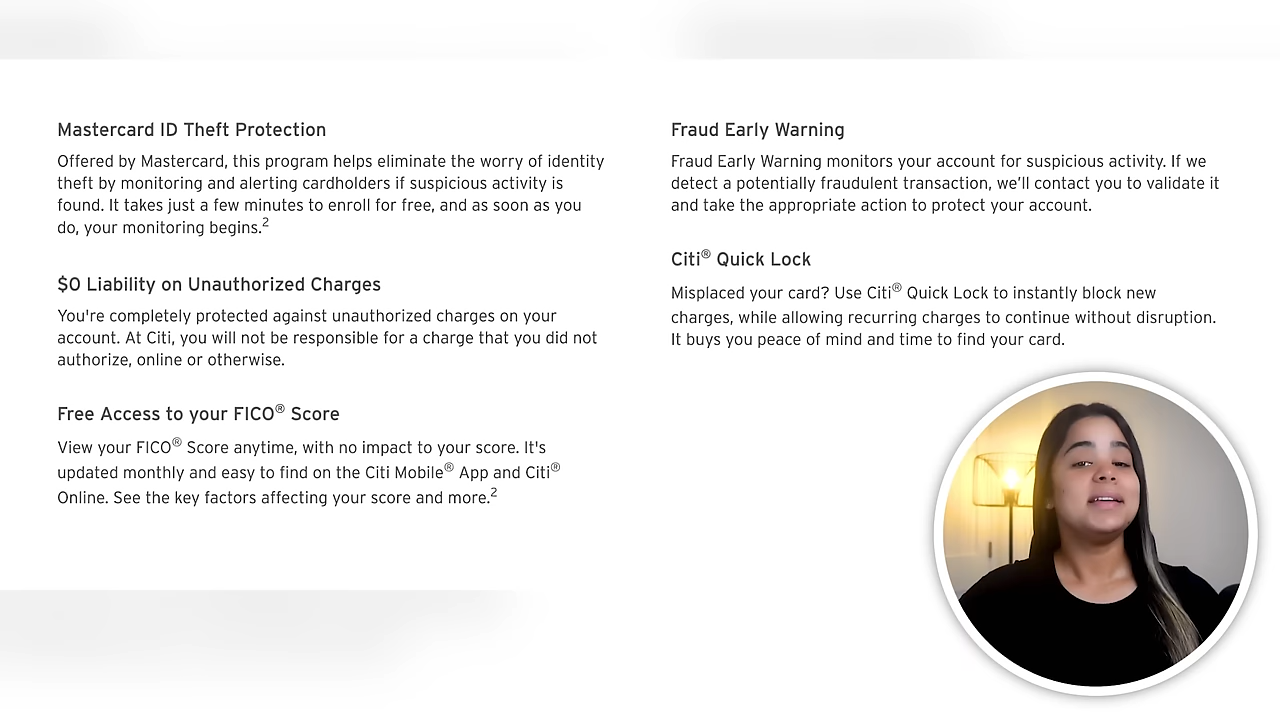 Mastercard ID Theft Protection
Offered by Mastercard, this program helps eliminate the worry of identity
theft by monitoring and alerting cardholders if suspicious activity is
found. It takes just a few minutes to enroll for free, and as soon as you
do, your monitoring begins.²
$0 Liability on Unauthorized Charges
You're completely protected against unauthorized charges on your
account. At Citi, you will not be responsible for a charge that you did not
authorize, online or otherwise.
Free Access to your FICO® Score
View your FICO® Score anytime, with no impact to your score. It's
updated monthly and easy to find on the Citi Mobile® App and Citi®
Online. See the key factors affecting your score and more.²
Fraud Early Warning
Fraud Early Warning monitors your account for suspicious activity. If we
detect a potentially fraudulent transaction, we’ll contact you to validate it
and take the appropriate action to protect your account.
Citi® Quick Lock
Misplaced your card? Use Citi® Quick Lock to instantly block new
charges, while allowing recurring charges to continue without disruption.
It buys you peace of mind and time to find your card.